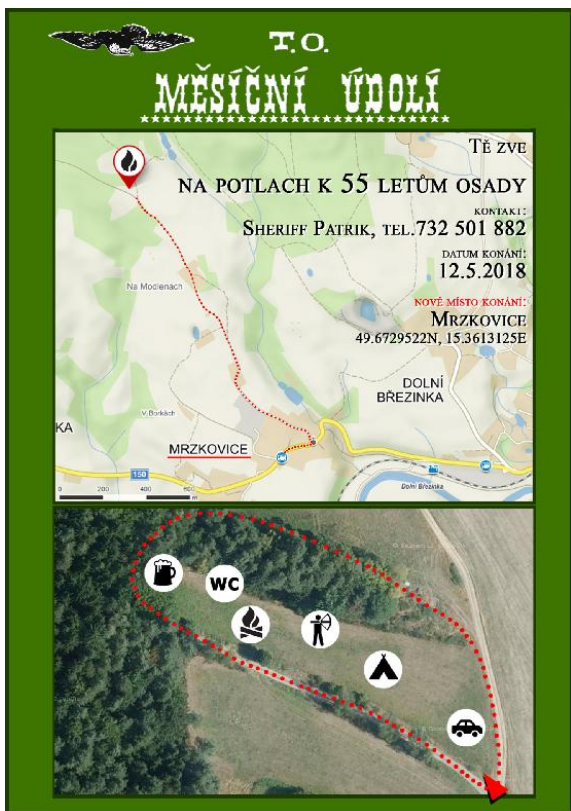 T.O.
MĚSÍČNÍ ÚDOLÍ
TĚ ZVE
NA POTLACH K 55 LETŮM OSADY
KONTAKT:
SHERIFF PATRIK, TEL.732 501 882
DATUM KONÁNÍ:
12.5.2018
NOVÉ MÍSTO KONÁNÍ:
MRZKOVICE
49.6729522N, 15.3613125E
Na Modlenach
DOLNÍ
BŘEZINKA
V Borkách
KA
MRZKOVICE
150
Dolní Březinka
0 200 400 600 m
WC